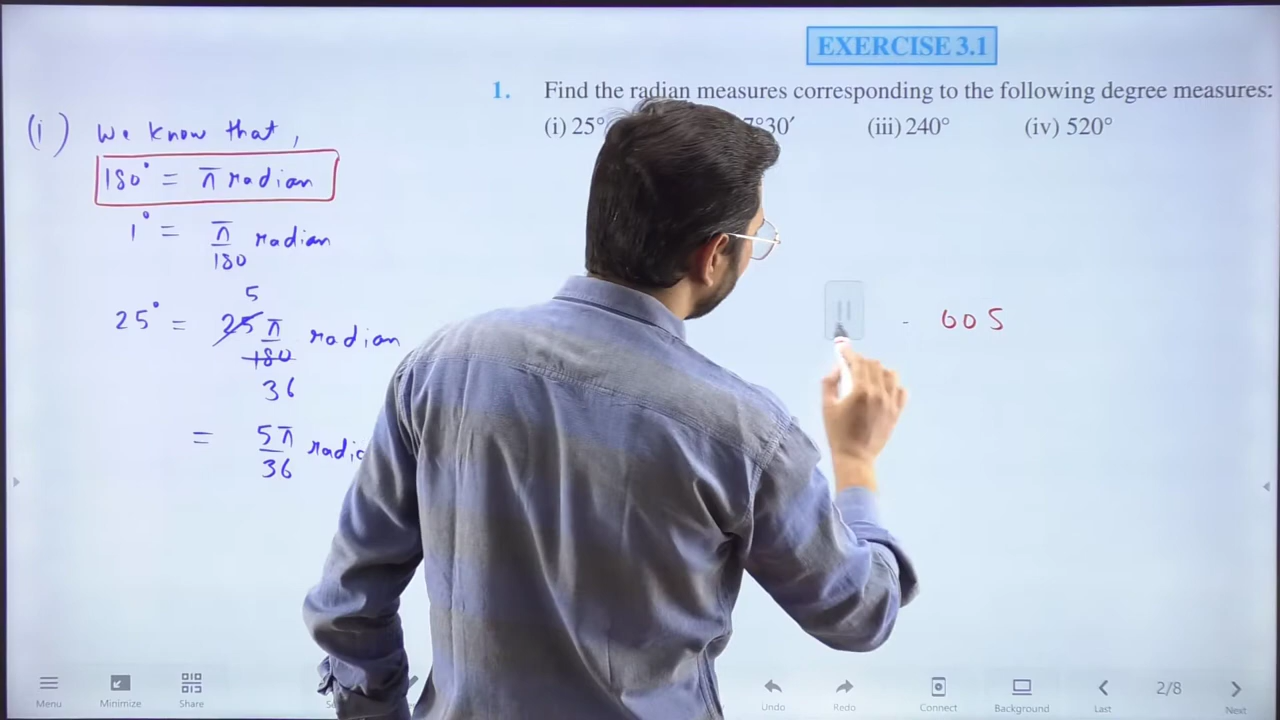 EXERCISE 3.1
1. Find the radian measures corresponding to the following degree measures:
(i) 25° 7°30′ (iii) 240° (iv) 520°
(i) We know that,
180° = π radian
1° = π/180 radian
5
25° = 25π/180 radian
36
= 5π/36 radi
60 S
Menu
Minimize
Share
Undo
Redo
Connect
Background
Last
2/8
Next